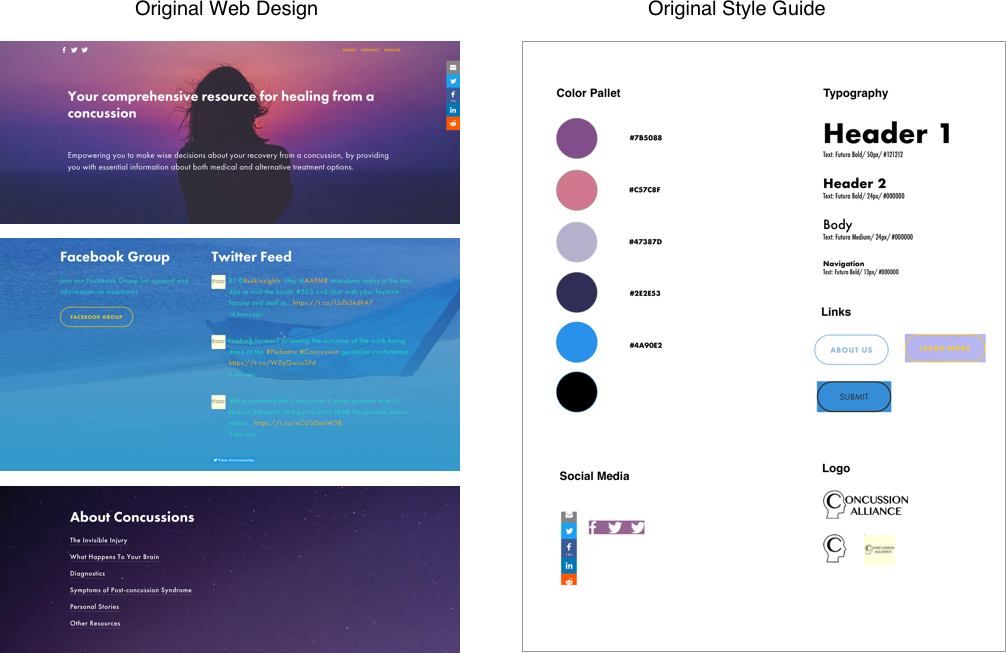 Original Web Design
Original Style Guide
ABOUT CONTACT DONATE
Your comprehensive resource for healing from a
concussion
Empowering you to make wise decisions about your recovery from a concussion, by providing
you with essential information about both medical and alternative treatment options.
Facebook Group
Join our Facebook Group for support and
information on treatments
FACEBOOK GROUP
Twitter Feed
RT @RuskInsights: Hey @AAPMR attendees today is the last
day to visit the booth #303 and chat with your favorite
faculty and staff a… https://t.co/UsTh5kdhA7
14 hours ago
Looking forward to seeing the outcome of the work being
done at the #Pediatric #Concussion guideline conference!
https://t.co/WZqQwunSPd
We recommend the Concussion Corner podcast with Dr.
Jessica Schwartz and particularly liked the episode about
neuro… https://t.co/xCUSDouW5B
About Concussions
The Invisible Injury
What Happens To Your Brain
Diagnostics
Symptoms of Post-concussion Syndrome
Personal Stories
Other Resources
Color Pallet
#7B5088
#C57C8F
#47387D
#2E2E53
#4A90E2
Social Media
Typography
Header 1
Text: Futura Bold/ 50px/ #121212
Header 2
Text: Futura Bold/ 24px/ #000000
Body
Text: Futura Medium/ 24px/ #000000
Navigation
Text: Futura Bold/ 13px/ #000000
Links
ABOUT US
LEARN MORE
SUBMIT
Logo
CONCUSSION
ALLIANCE
C
CONCUSSION
ALLIANCE